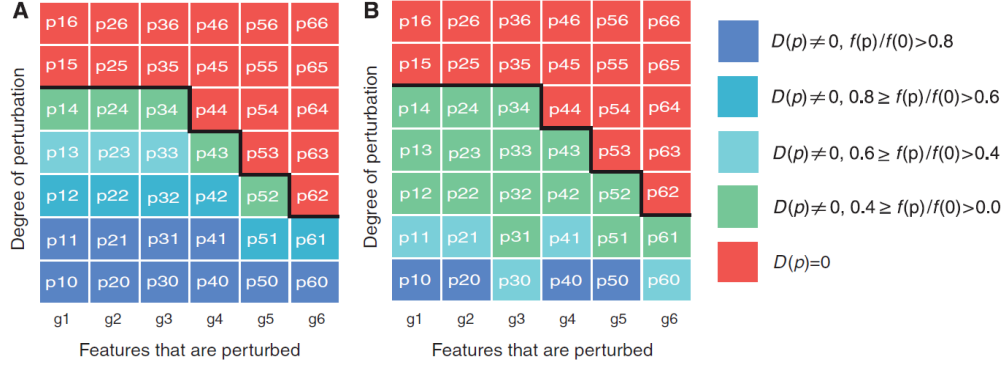 A
Degree of perturbation
p16 p26 p36 p46 p56 p66
p15 p25 p35 p45 p55 p65
p14 p24 p34 p44 p54 p64
p13 p23 p33 p43 p53 p63
p12 p22 p32 p42 p52 p62
p11 p21 p31 p41 p51 p61
p10 p20 p30 p40 p50 p60
g1 g2 g3 g4 g5 g6
Features that are perturbed
B
Degree of perturbation
p16 p26 p36 p46 p56 p66
p15 p25 p35 p45 p55 p65
p14 p24 p34 p44 p54 p64
p13 p23 p33 p43 p53 p63
p12 p22 p32 p42 p52 p62
p11 p21 p31 p41 p51 p61
p10 p20 p30 p40 p50 p60
g1 g2 g3 g4 g5 g6
Features that are perturbed
D(p)≠0, f(p)/f(0)>0.8
D(p)≠0, 0.8≥f(p)/f(0)>0.6
D(p)≠0, 0.6≥f(p)/f(0)>0.4
D(p)≠0, 0.4≥f(p)/f(0)>0.0
D(p)=0